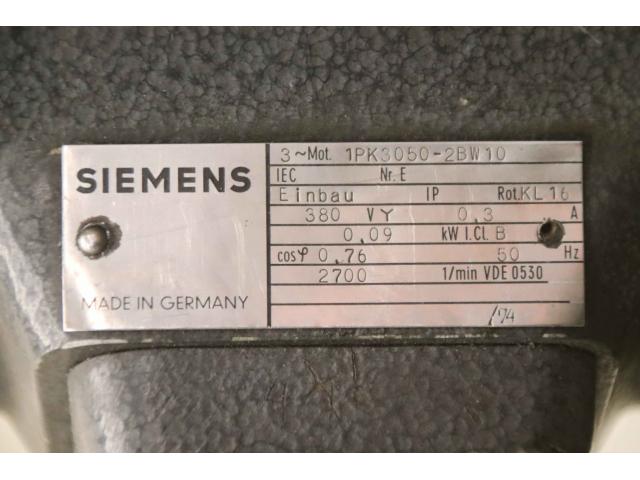 SIEMENS
MADE IN GERMANY
3~Mot. 1PK3050-2BW10
IEC Nr. E
Einbau IP Rot.KL 16
380 VY 0,3 A
0,09 kW I.CL. B
cosφ 0,76 50 Hz
2700 1/min VDE 0530
/74